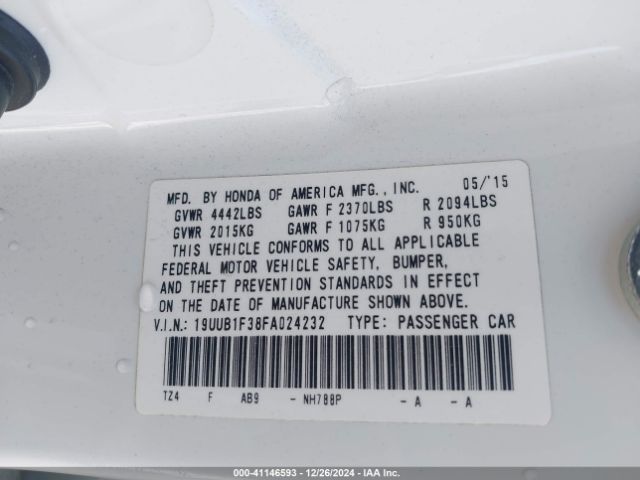 MFD. BY HONDA OF AMERICA MFG., INC. 05/'15
GVWR 4442LBS GAWR F 2370LBS R 2094LBS
GVWR 2015KG GAWR F 1075KG R 950KG
THIS VEHICLE CONFORMS TO ALL APPLICABLE
FEDERAL MOTOR VEHICLE SAFETY, BUMPER,
AND THEFT PREVENTION STANDARDS IN EFFECT
ON THE DATE OF MANUFACTURE SHOWN ABOVE.
V.I.N.: 19UUB1F38FA024232 TYPE: PASSENGER CAR
TZ4 F AB9 - NH788P - A - A
000-41146593 - 12/26/2024 - IAA Inc.